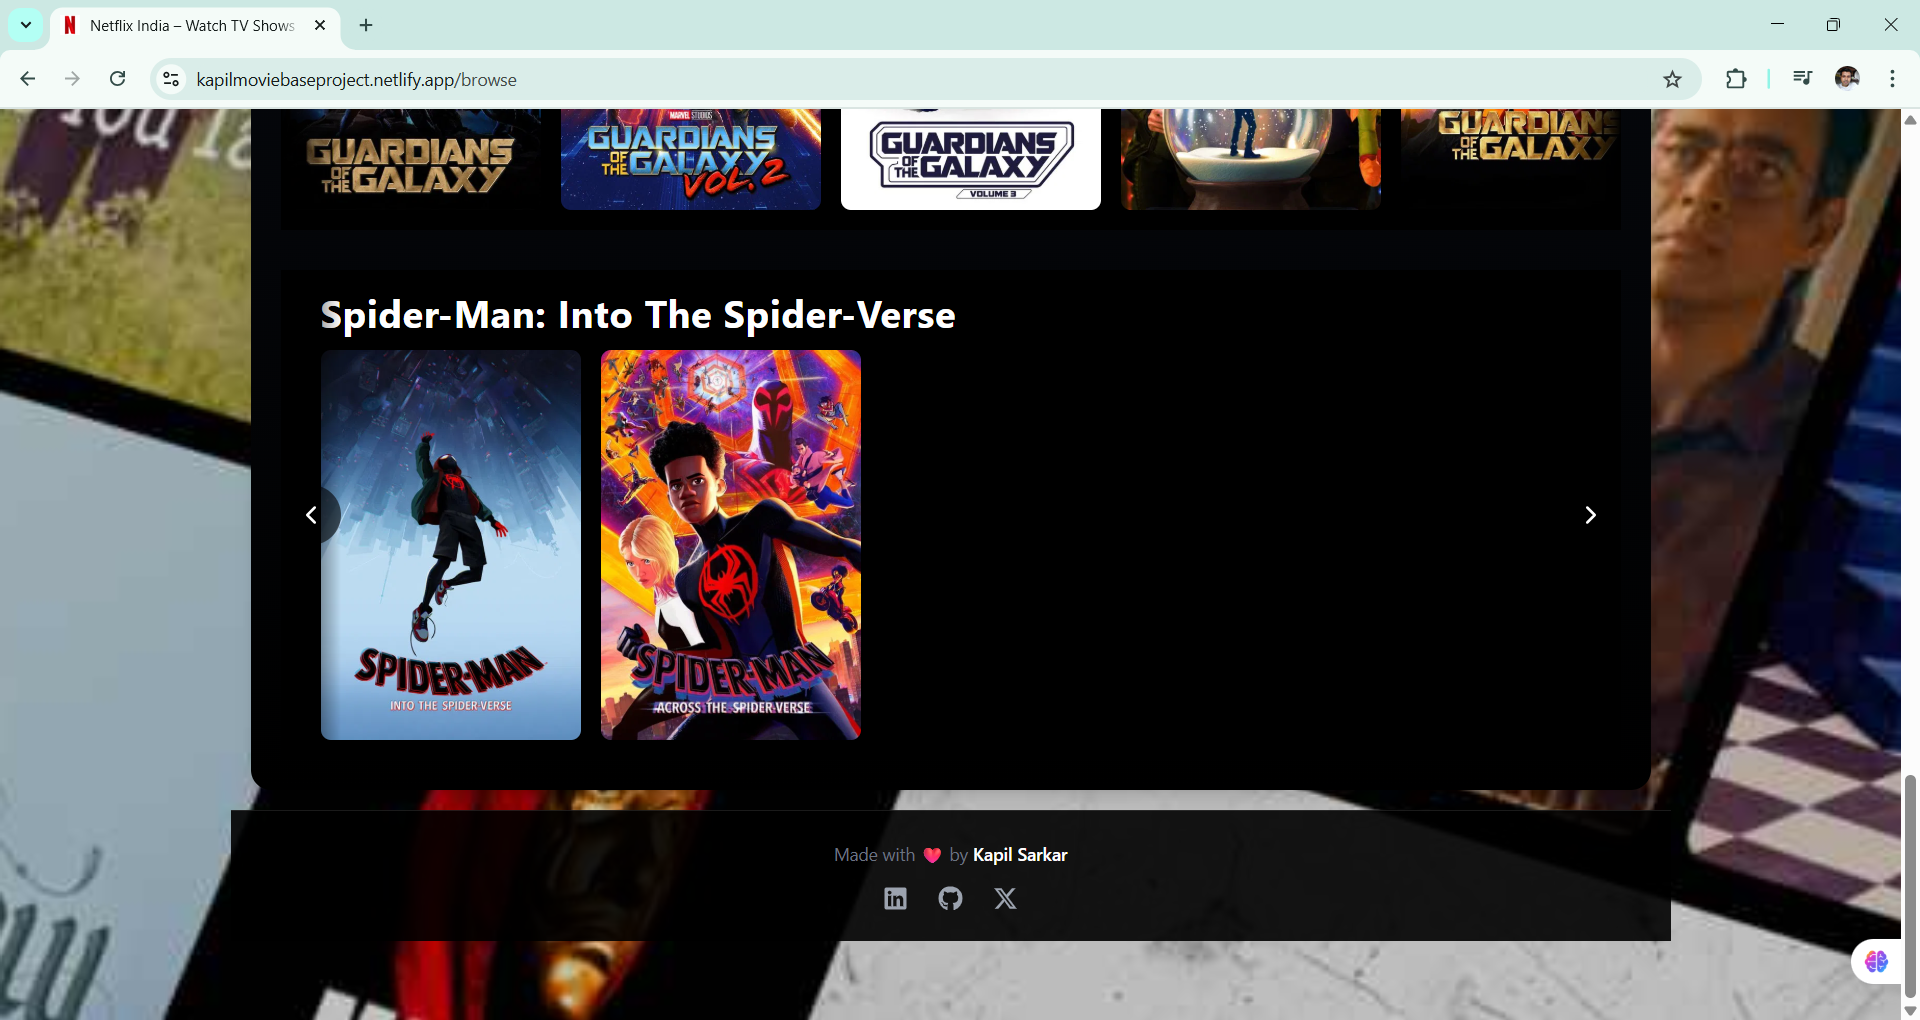 Netflix India – Watch TV Shows
kapilmoviebaseproject.netlify.app/browse
You la
GUARDIANS
OF
THE GALAXY
MARVEL STUDIOS
GUARDIANS
OF
THE GALAXY
VOL. 2
GUARDIANS
OF
THE GALAXY
VOLUME 3
GUARDIANS
OF
THE GALAXY
Spider-Man: Into The Spider-Verse
SPIDER-MAN
INTO THE SPIDER-VERSE
SPIDER-MAN
ACROSS THE SPIDER-VERSE
Made with ❤️ by Kapil Sarkar